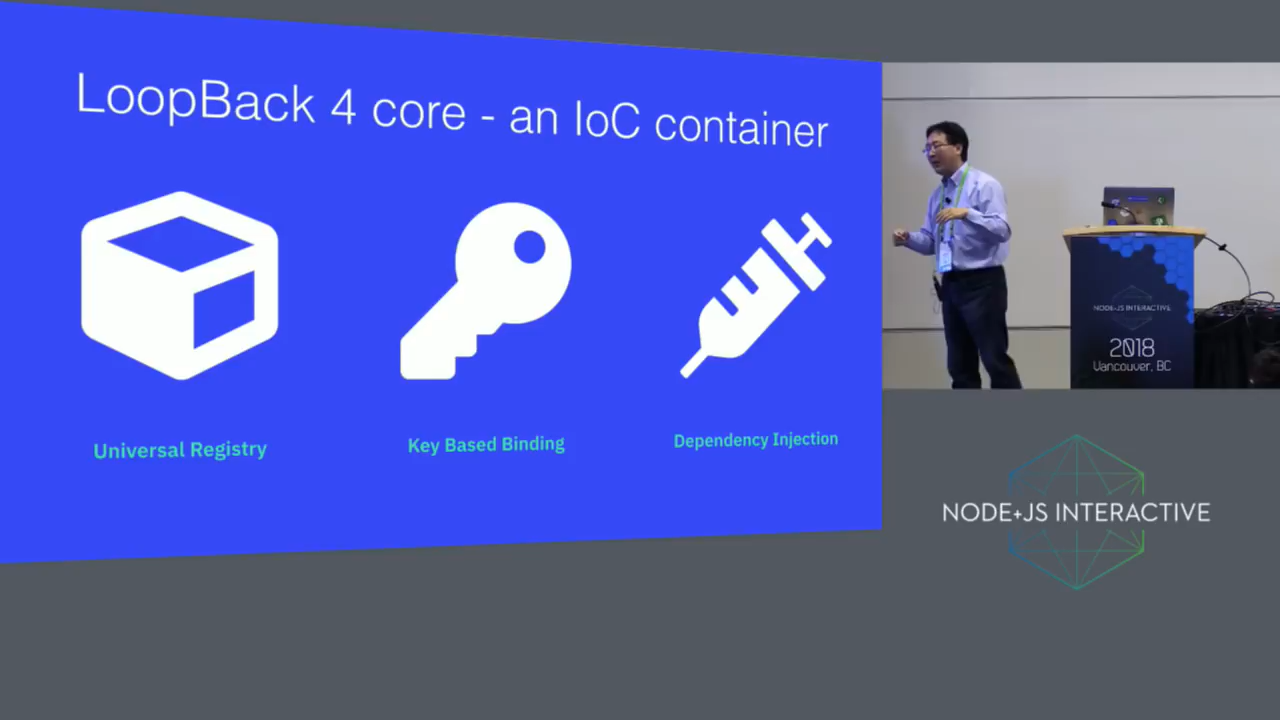 LoopBack 4 core - an IoC container
Universal Registry
Key Based Binding
Dependency Injection
NODE+JS INTERACTIVE
2018
Vancouver, BC
NODE+JS INTERACTIVE